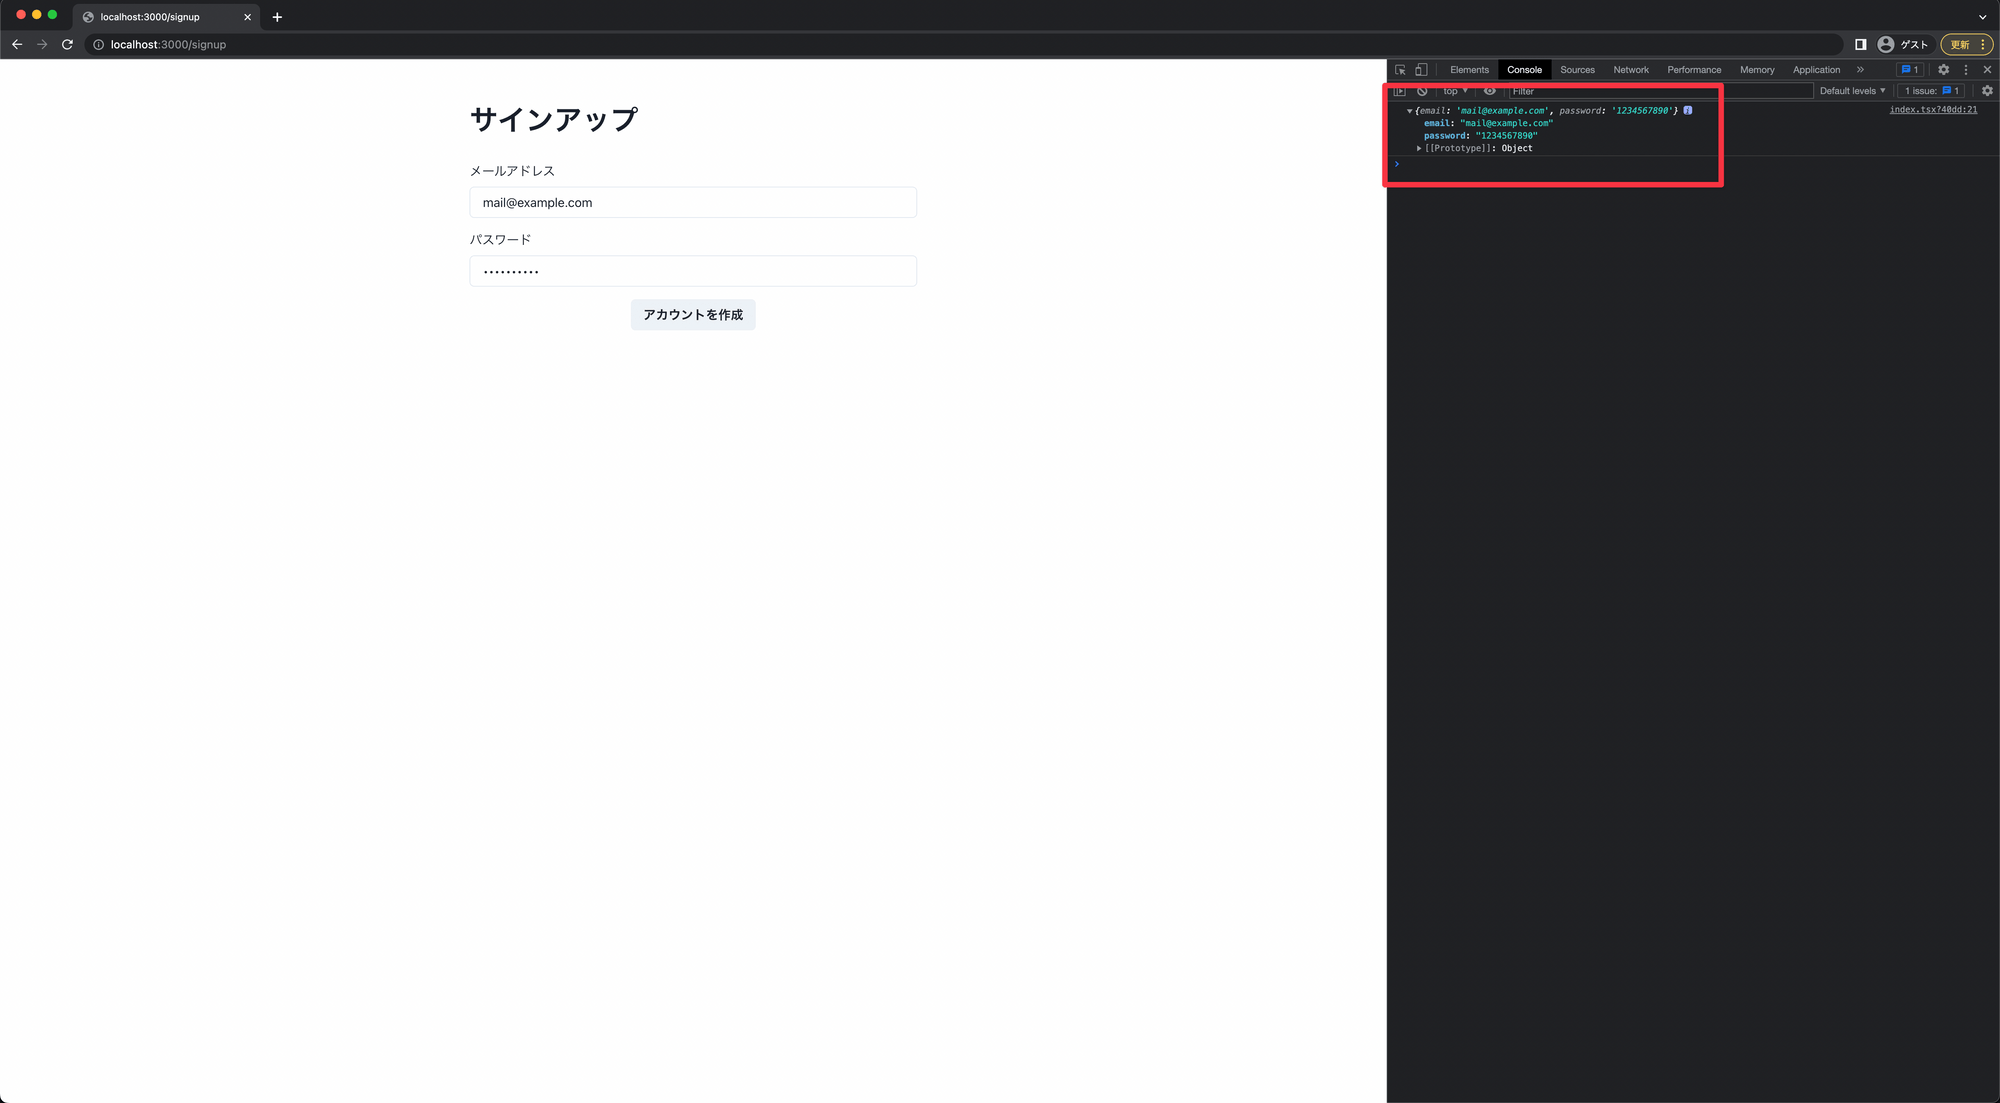 localhost:3000/signup
localhost:3000/signup
ゲスト
更新
サインアップ
メールアドレス
mail@example.com
パスワード
••••••••••
アカウントを作成
Elements Console Sources Network Performance Memory Application » 1
top Filter Default levels 1 issue: 1
{email: 'mail@example.com', password: '1234567890'} i index.tsx?40dd:21
email: "mail@example.com"
password: "1234567890"
[[Prototype]]: Object
›